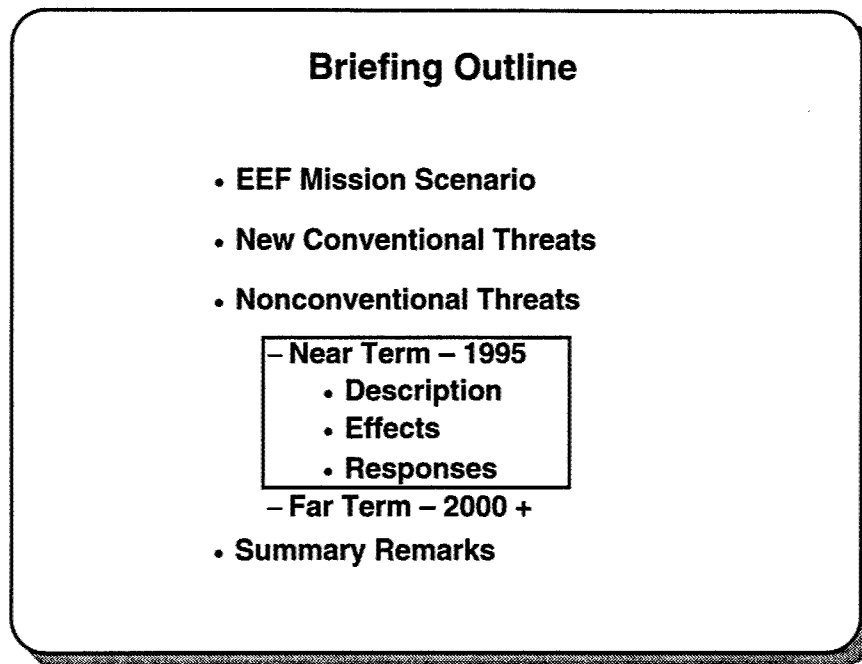 Briefing Outline
• EEF Mission Scenario
• New Conventional Threats
• Nonconventional Threats
– Near Term – 1995
• Description
• Effects
• Responses
– Far Term – 2000 +
• Summary Remarks